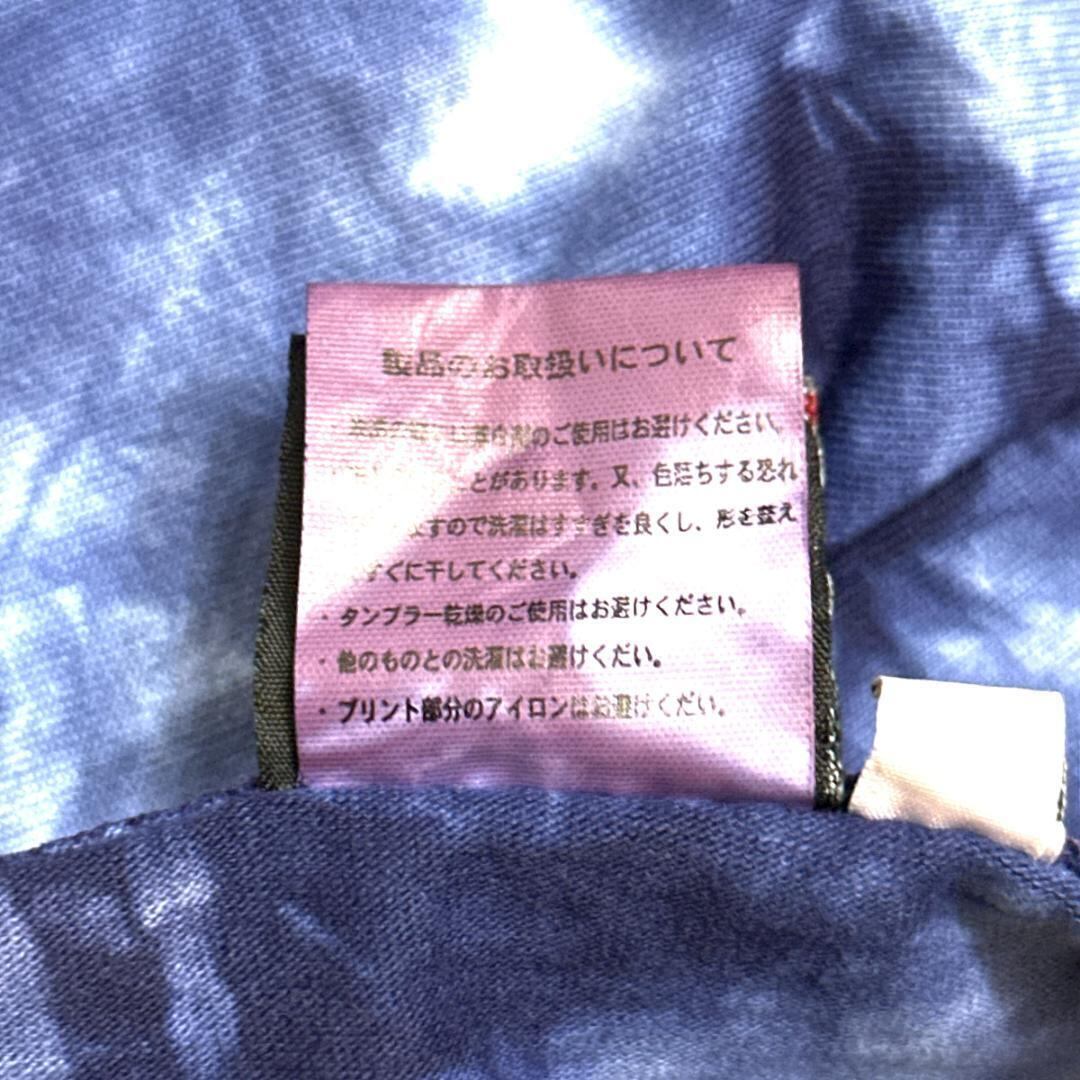 製品のお取扱いについて
のご使用はお避けください。
ことがあります。又、色落ちする恐れ
ますので洗濯はすすぎを良くし、形を整え
すぐに干してください。
・タンブラー乾燥のご使用はお避けください。
・他のものとの洗濯はお避けくだい。
・プリント部分のアイロンはお避けくだい。